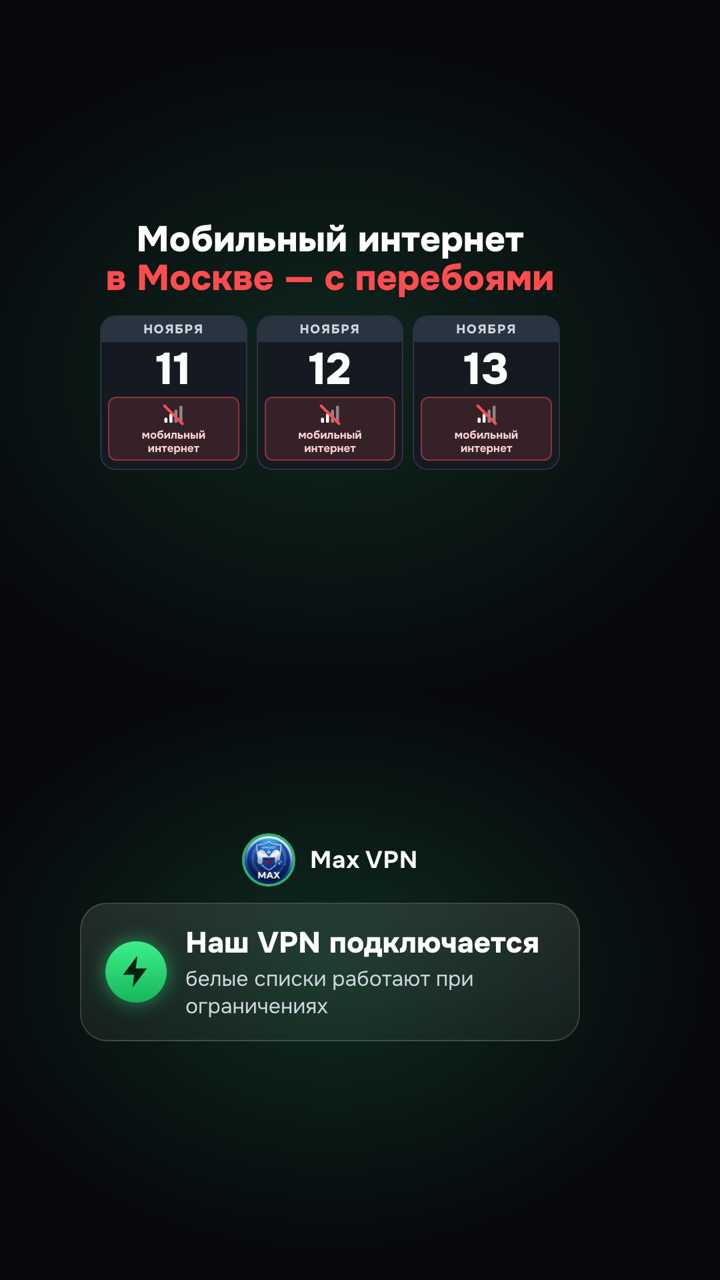 Мобильный интернет
в Москве — с перебоями
НОЯБРЯ
11
мобильный
интернет
НОЯБРЯ
12
мобильный
интернет
НОЯБРЯ
13
мобильный
интернет
MAX
Max VPN
Наш VPN подключается
белые списки работают при
ограничениях